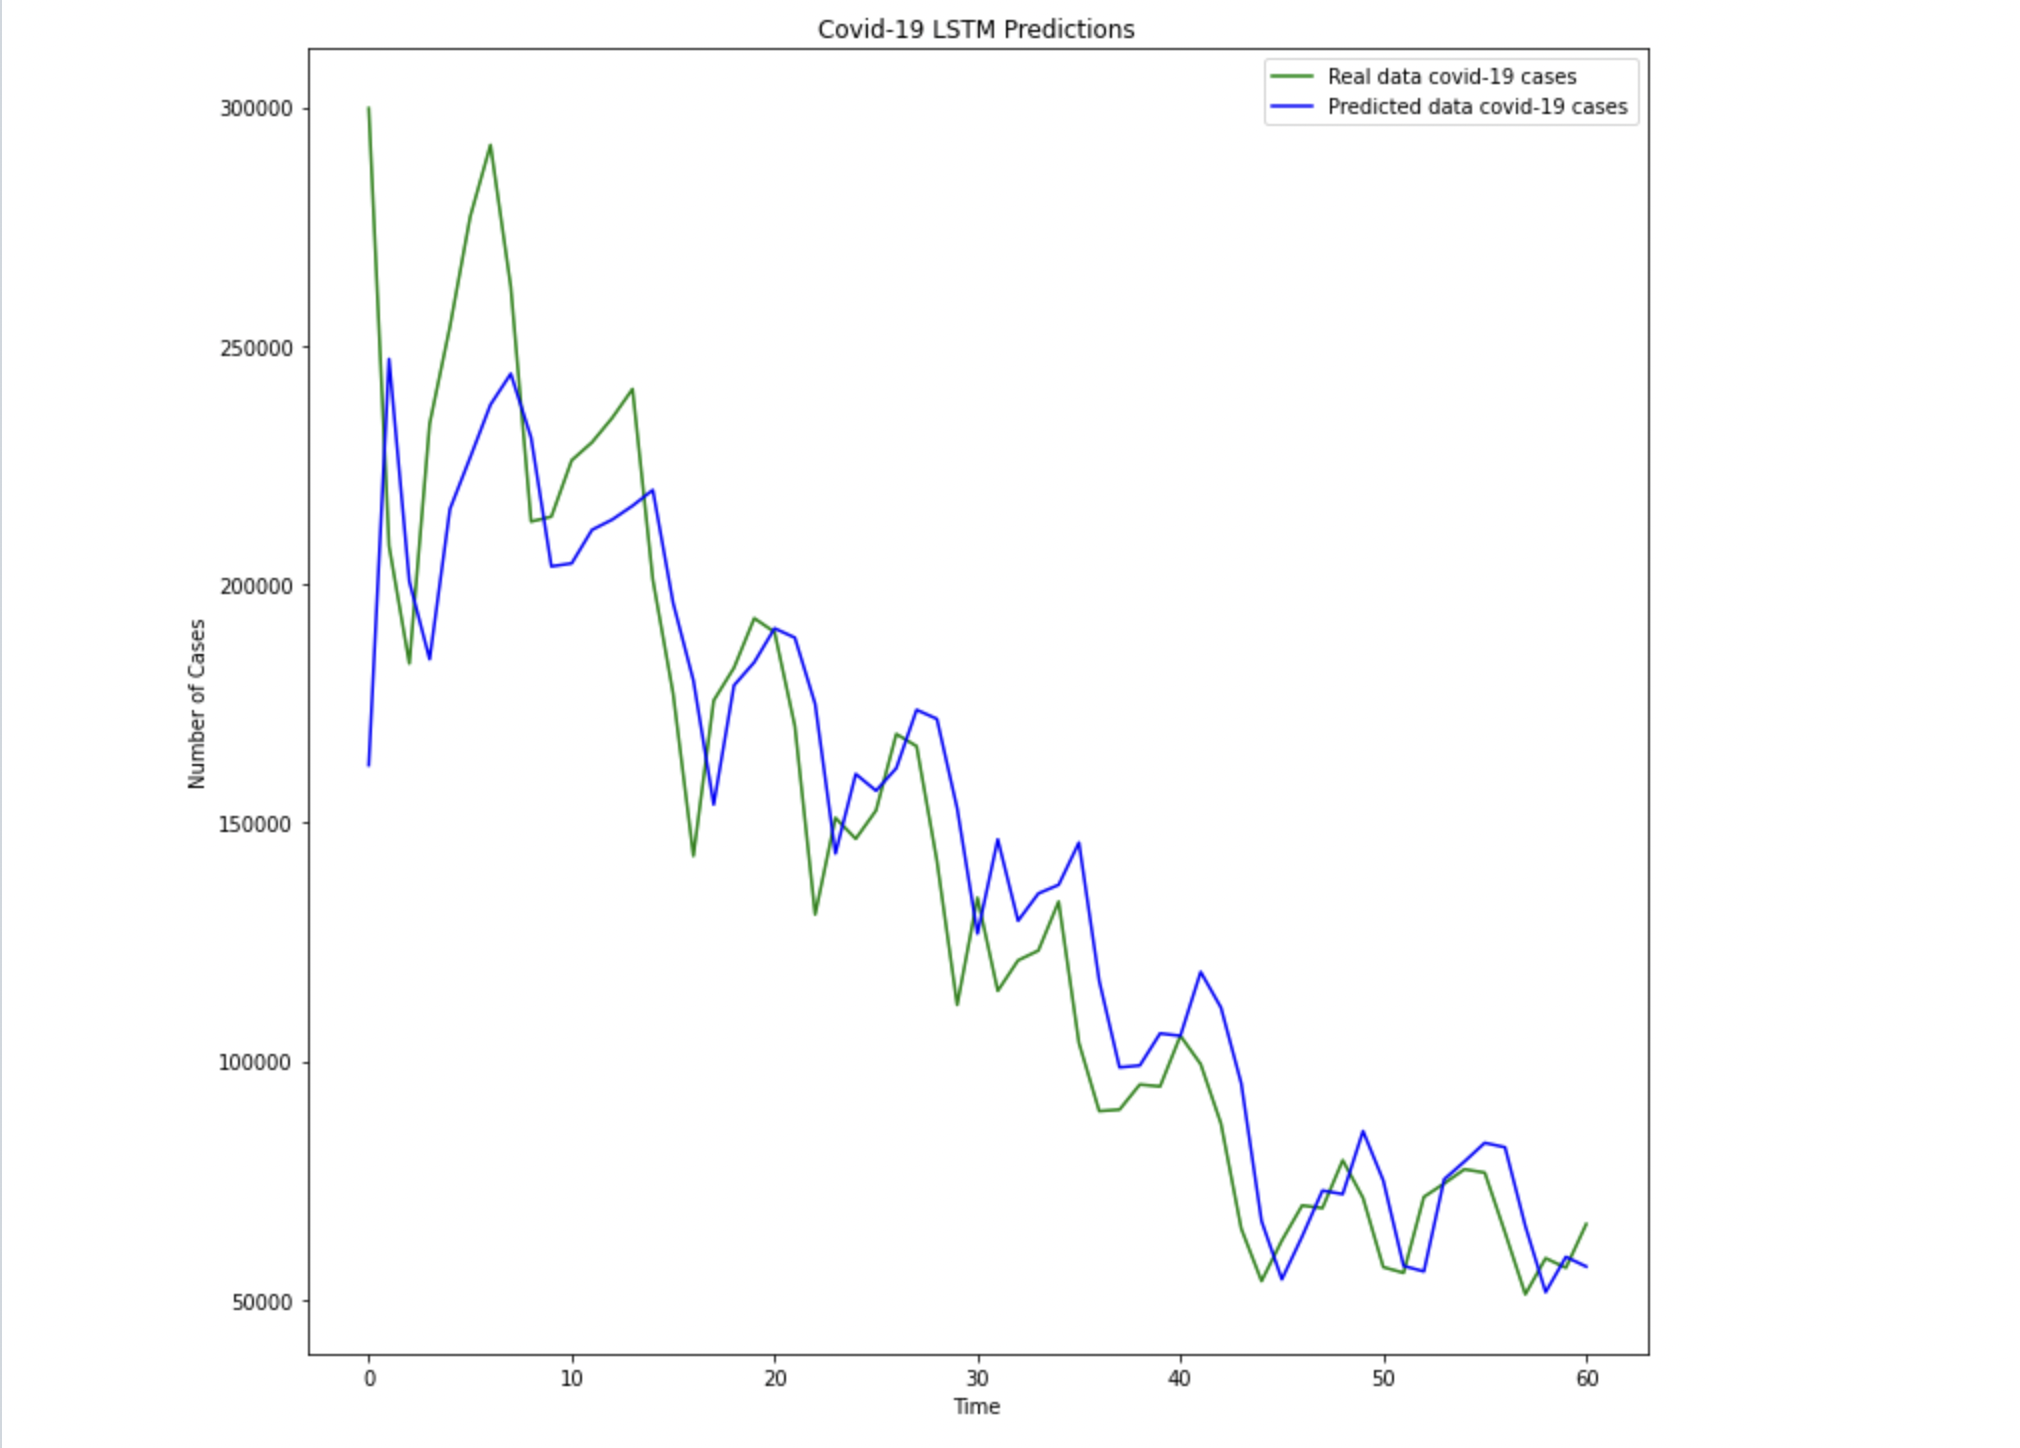 Covid-19 LSTM Predictions
Real data covid-19 cases
Predicted data covid-19 cases
300000
250000
200000
150000
100000
50000
Number of Cases
0 10 20 30 40 50 60
Time